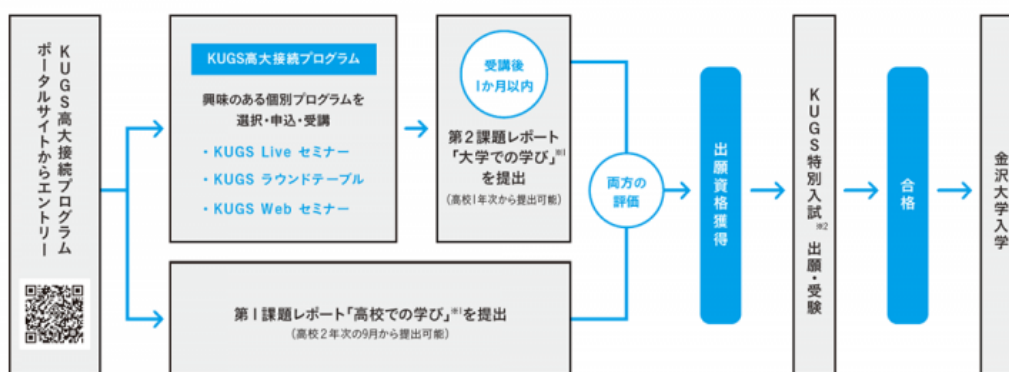 KUGS高大接続プログラム
ポータルサイトからエントリー
KUGS高大接続プログラム
興味のある個別プログラムを
選択・申込・受講
・KUGS Live セミナー
・KUGS ラウンドテーブル
・KUGS Web セミナー
受講後
1か月以内
第2課題レポート
「大学での学び」※1
を提出
(高校1年次から提出可能)
第1課題レポート「高校での学び」※1を提出
(高校2年次の9月から提出可能)
両方の
評価
出願資格獲得
KUGS特別入試※2 出願・受験
合格
金沢大学入学